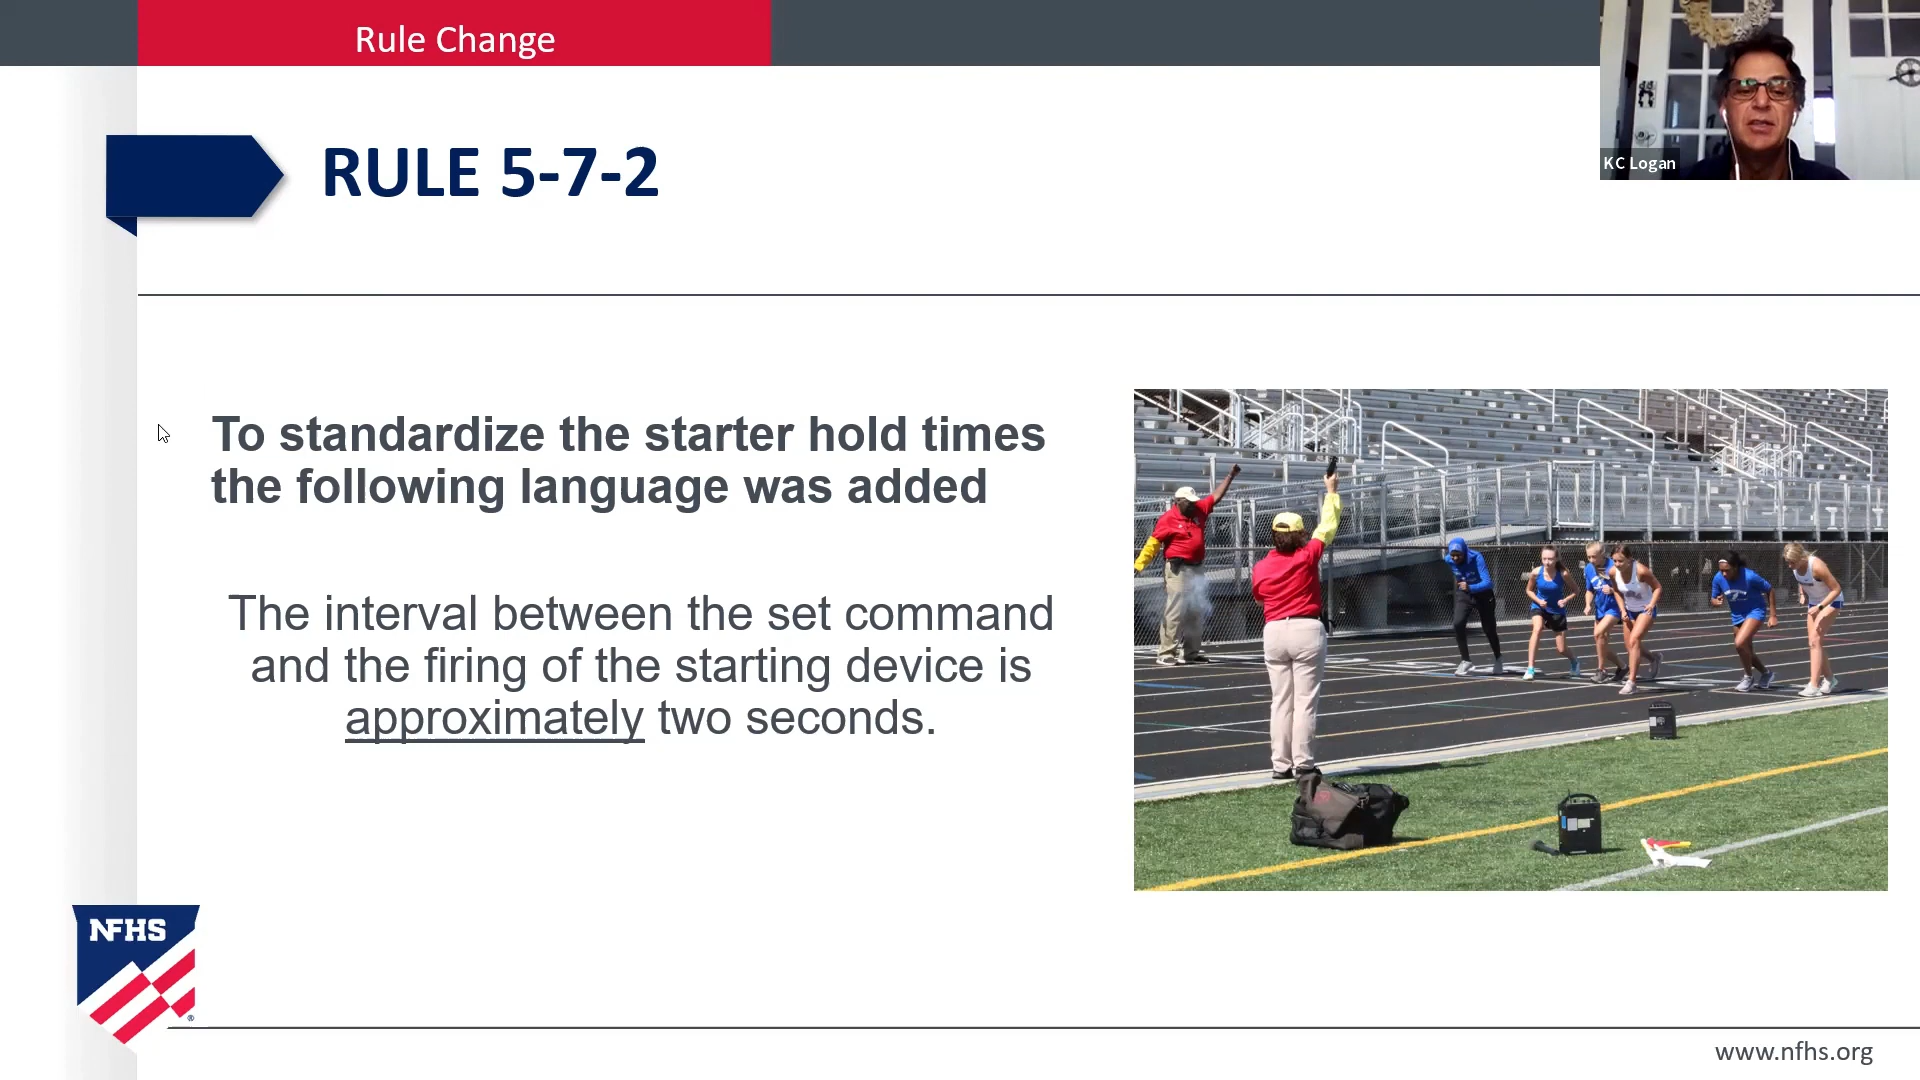 Rule Change
KC Logan
RULE 5-7-2
To standardize the starter hold times
the following language was added
The interval between the set command
and the firing of the starting device is
approximately two seconds.
NFHS
®
www.nfhs.org